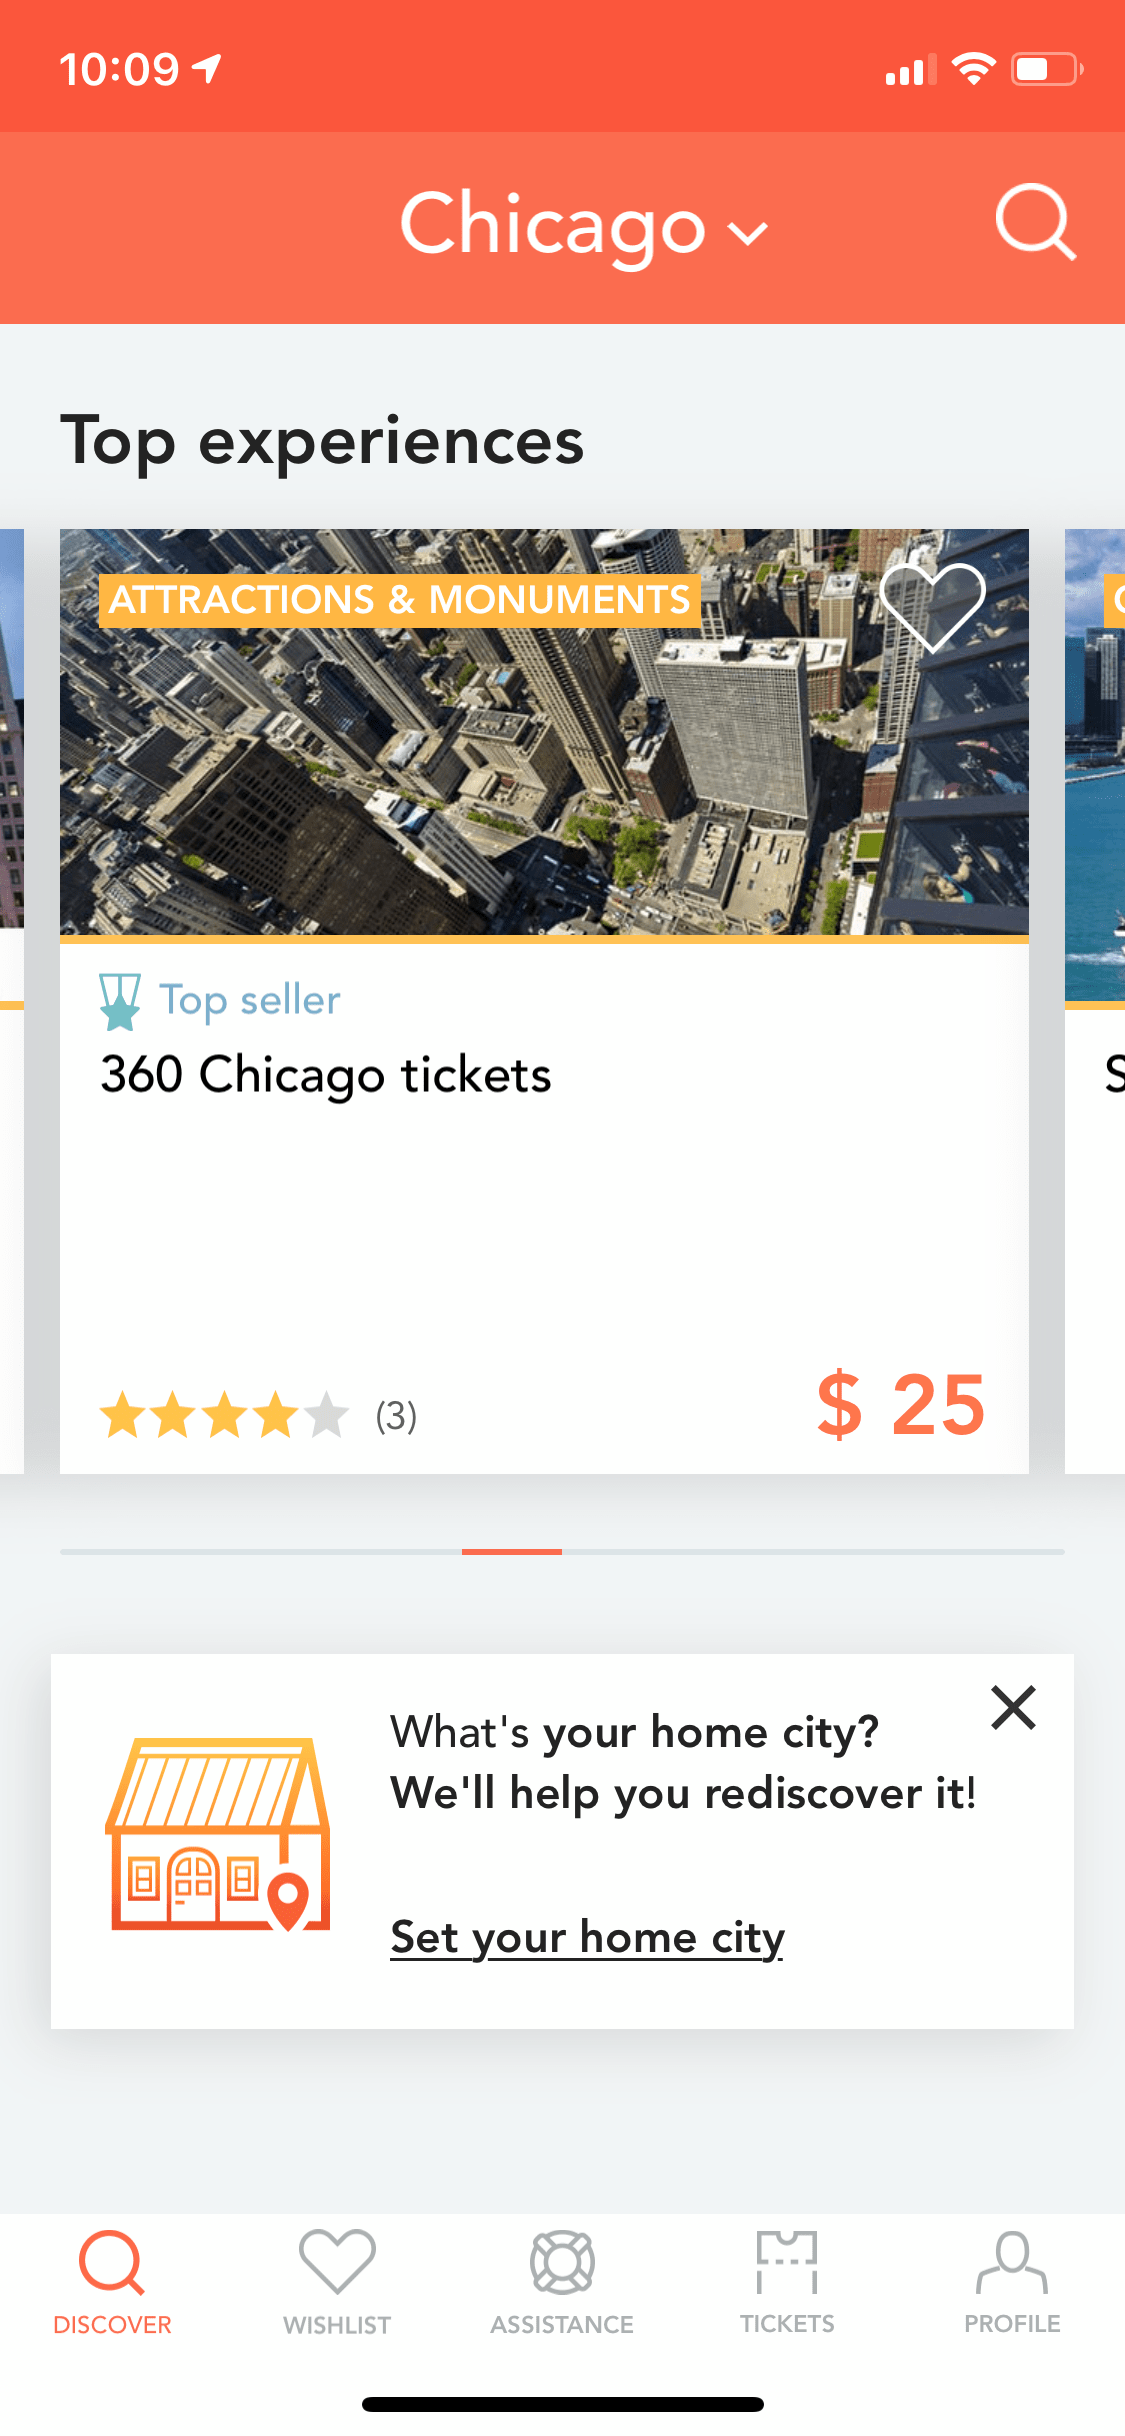 10:09
Chicago
Top experiences
ATTRACTIONS & MONUMENTS
Top seller
360 Chicago tickets
S
(3)
$ 25
What's your home city?
We'll help you rediscover it!
Set your home city
DISCOVER
WISHLIST
ASSISTANCE
TICKETS
PROFILE